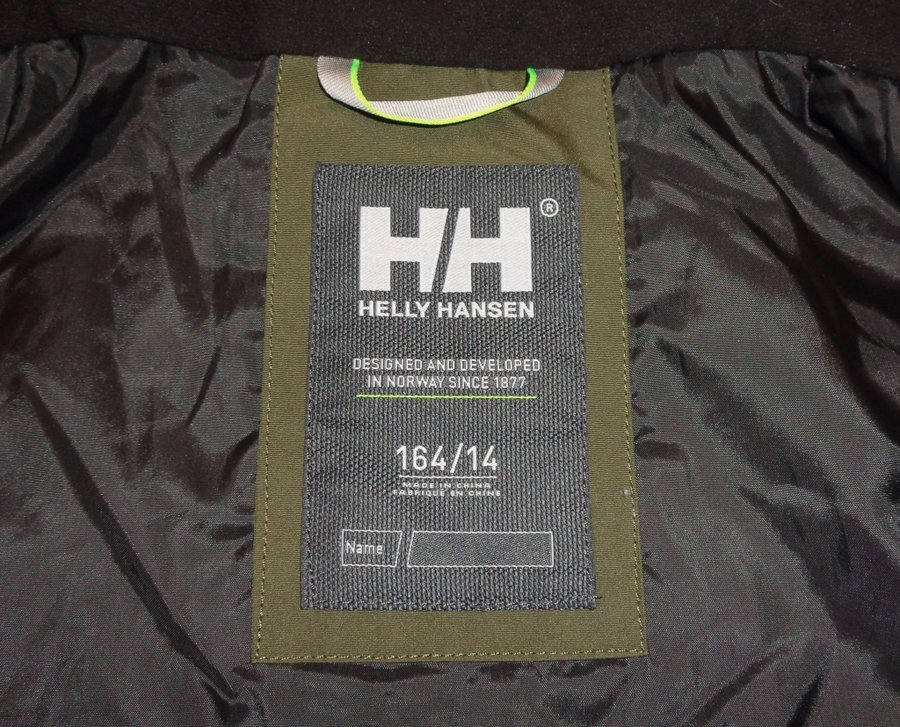 HH®
HELLY HANSEN
DESIGNED AND DEVELOPED
IN NORWAY SINCE 1877
164/14
MADE IN CHINA
FABRIQUÉ EN CHINE
Name